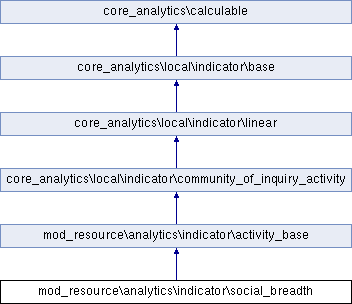 core_analytics\calculable
core_analytics\local\indicator\base
core_analytics\local\indicator\linear
core_analytics\local\indicator\community_of_inquiry_activity
mod_resource\analytics\indicator\activity_base
mod_resource\analytics\indicator\social_breadth